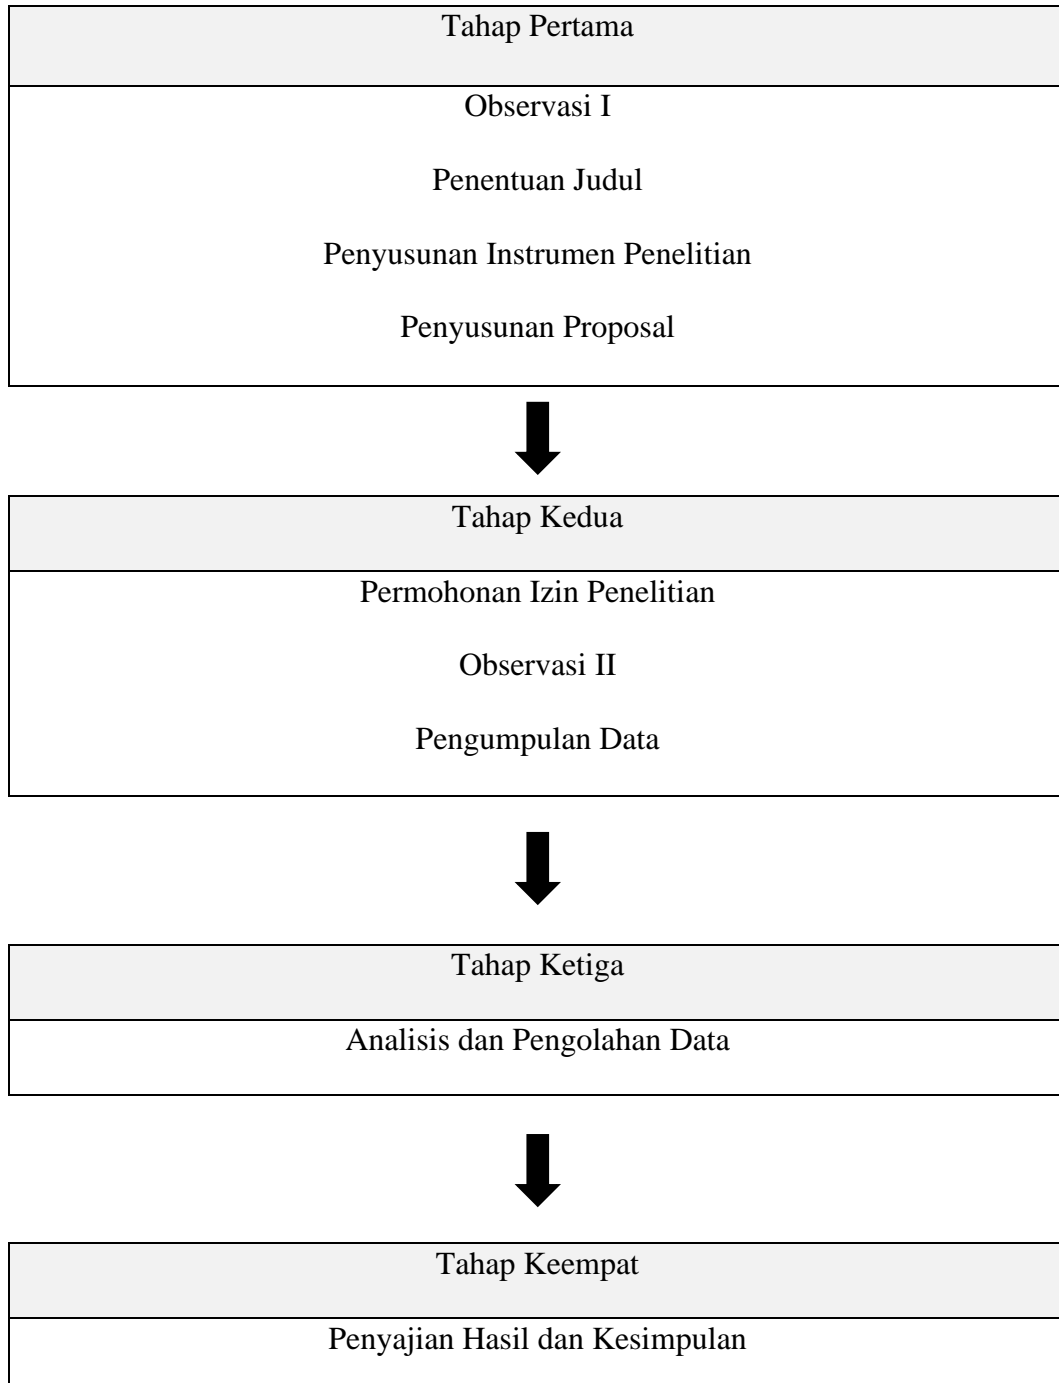 Tahap Pertama
Observasi I
Penentuan Judul
Penyusunan Instrumen Penelitian
Penyusunan Proposal
Tahap Kedua
Permohonan Izin Penelitian
Observasi II
Pengumpulan Data
Tahap Ketiga
Analisis dan Pengolahan Data
Tahap Keempat
Penyajian Hasil dan Kesimpulan